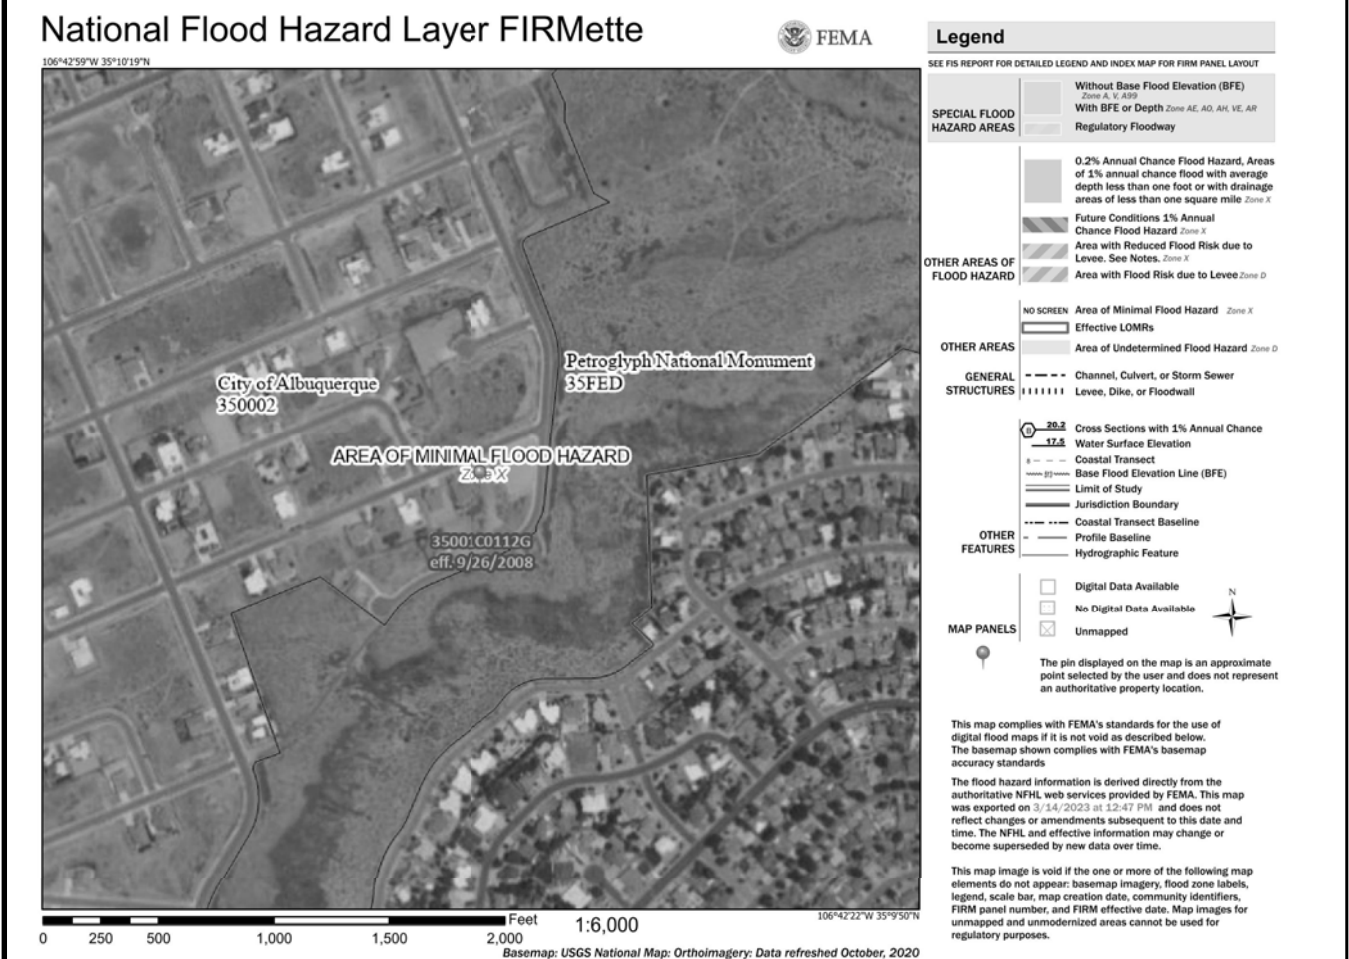 National Flood Hazard Layer FIRMette
FEMA
106°42'59"W 35°10'19"N
City of Albuquerque
350002
Petroglyph National Monument
35FED
AREA OF MINIMAL FLOOD HAZARD
Zone X
35001C0112G
eff. 9/26/2008
Feet
1:6,000
0 250 500 1,000 1,500 2,000
106°42'22"W 35°9'50"N
Basemap: USGS National Map: Orthoimagery: Data refreshed October, 2020
Legend
SEE FIS REPORT FOR DETAILED LEGEND AND INDEX MAP FOR FIRM PANEL LAYOUT
SPECIAL FLOOD
HAZARD AREAS
Without Base Flood Elevation (BFE)
Zone A, V, A99
With BFE or Depth Zone AE, AO, AH, VE, AR
Regulatory Floodway
OTHER AREAS OF
FLOOD HAZARD
0.2% Annual Chance Flood Hazard, Areas
of 1% annual chance flood with average
depth less than one foot or with drainage
areas of less than one square mile Zone X
Future Conditions 1% Annual
Chance Flood Hazard Zone X
Area with Reduced Flood Risk due to
Levee. See Notes. Zone X
Area with Flood Risk due to Levee Zone D
OTHER AREAS
NO SCREEN Area of Minimal Flood Hazard Zone X
Effective LOMRs
Area of Undetermined Flood Hazard Zone D
GENERAL
STRUCTURES
Channel, Culvert, or Storm Sewer
Levee, Dike, or Floodwall
OTHER
FEATURES
B 20.2 Cross Sections with 1% Annual Chance
17.5 Water Surface Elevation
8 Coastal Transect
513 Base Flood Elevation Line (BFE)
Limit of Study
Jurisdiction Boundary
Coastal Transect Baseline
Profile Baseline
Hydrographic Feature
MAP PANELS
Digital Data Available
No Digital Data Available
Unmapped
N
The pin displayed on the map is an approximate
point selected by the user and does not represent
an authoritative property location.
This map complies with FEMA's standards for the use of
digital flood maps if it is not void as described below.
The basemap shown complies with FEMA's basemap
accuracy standards
The flood hazard information is derived directly from the
authoritative NFHL web services provided by FEMA. This map
was exported on 3/14/2023 at 12:47 PM and does not
reflect changes or amendments subsequent to this date and
time. The NFHL and effective information may change or
become superseded by new data over time.
This map image is void if the one or more of the following map
elements do not appear: basemap imagery, flood zone labels,
legend, scale bar, map creation date, community identifiers,
FIRM panel number, and FIRM effective date. Map images for
unmapped and unmodernized areas cannot be used for
regulatory purposes.